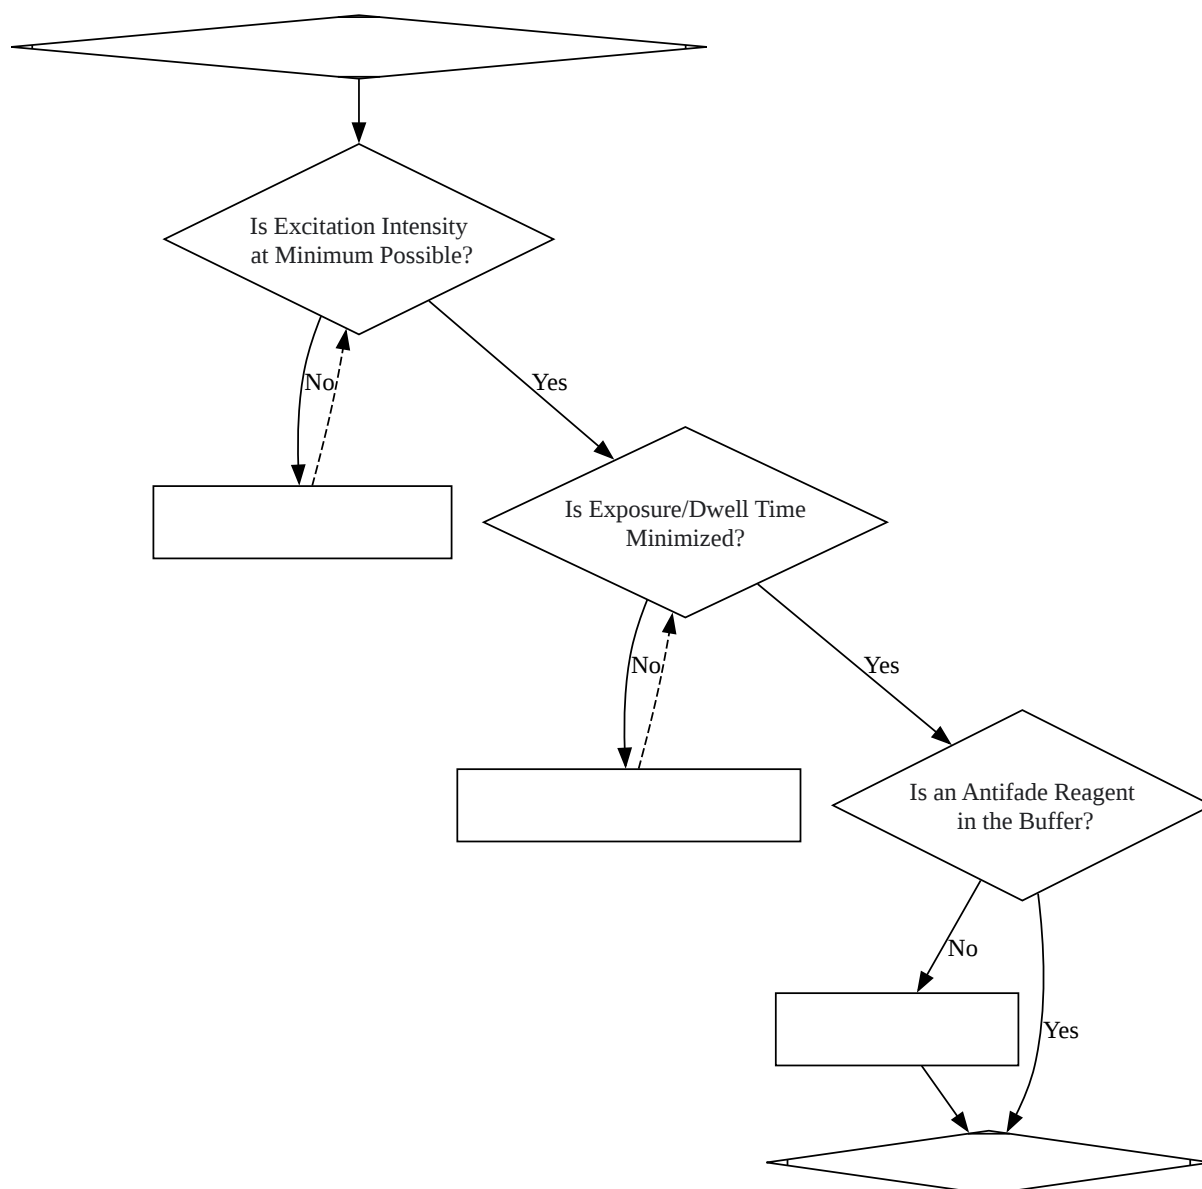 Is Excitation Intensity
at Minimum Possible?
No
Yes
Is Exposure/Dwell Time
Minimized?
No
Yes
Is an Antifade Reagent
in the Buffer?
No
Yes